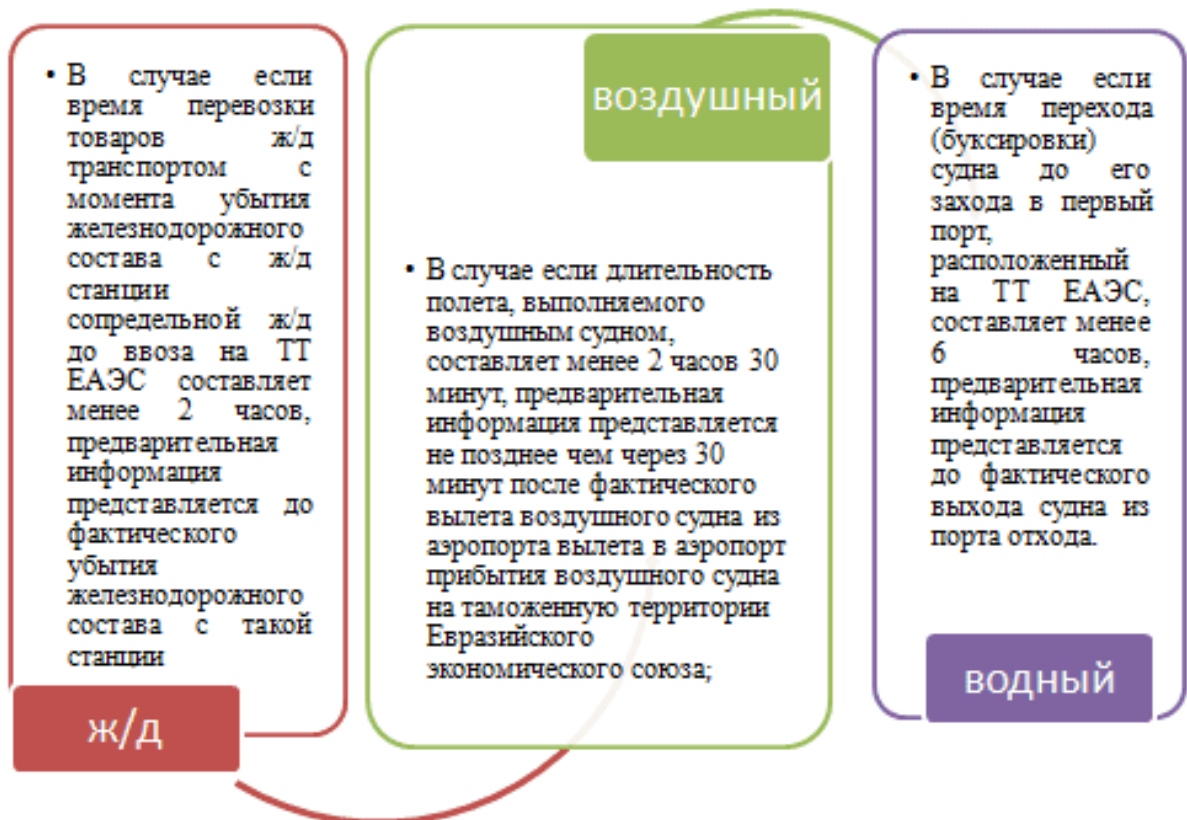 • В случае если
время перевозки
товаров ж/д
транспортом с
момента убытия
железнодорожного
состава с ж/д
станции
сопредельной ж/д
до ввоза на ТТ
ЕАЭС составляет
менее 2 часов,
предварительная
информация
представляется до
фактического
убытия
железнодорожного
состава с такой
станции
ж/д
воздушный
• В случае если длительность
полета, выполняемого
воздушным судном,
составляет менее 2 часов 30
минут, предварительная
информация представляется
не позднее чем через 30
минут после фактического
вылета воздушного судна из
аэропорта вылета в аэропорт
прибытия воздушного судна
на таможенную территории
Евразийского
экономического союза;
• В случае если
время перехода
(буксировки)
судна до его
захода в первый
порт,
расположенный
на ТТ ЕАЭС,
составляет менее
6 часов,
предварительная
информация
представляется
до фактического
выхода судна из
порта отхода.
водный